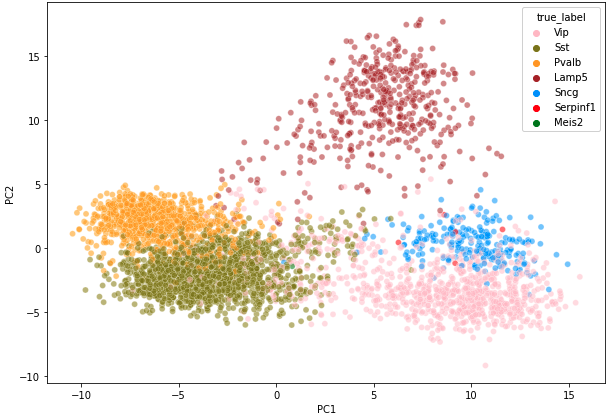 true_label
Vip
Sst
Pvalb
Lamp5
Sncg
Serpinf1
Meis2
15
10
5
0
−5
−10
PC2
−10 −5 0 5 10 15
PC1